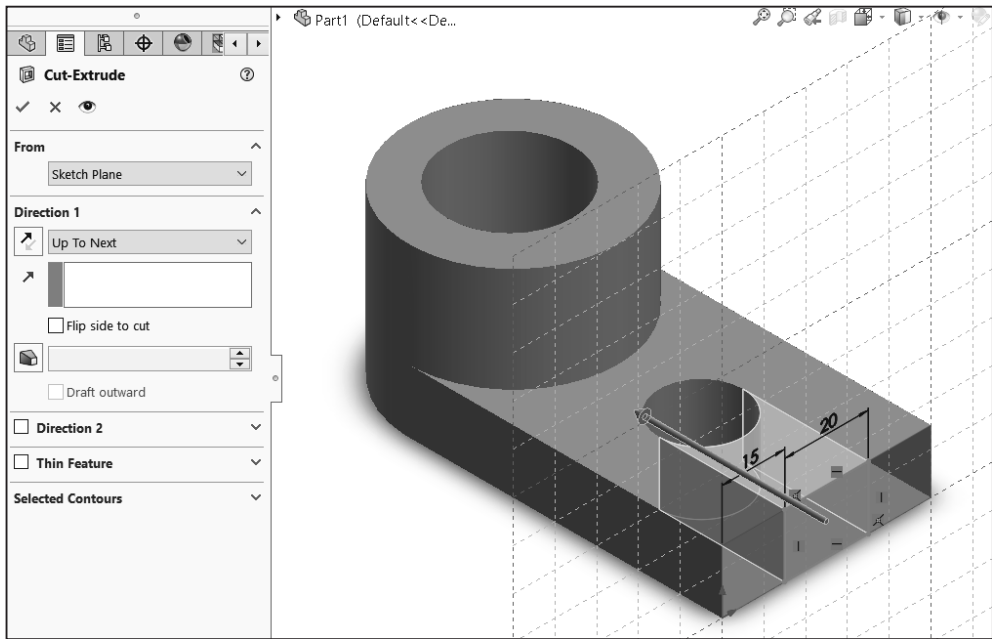 Part1 (Default<<De...
Cut-Extrude
From
Sketch Plane
Direction 1
Up To Next
Flip side to cut
Draft outward
Direction 2
Thin Feature
Selected Contours
15
20